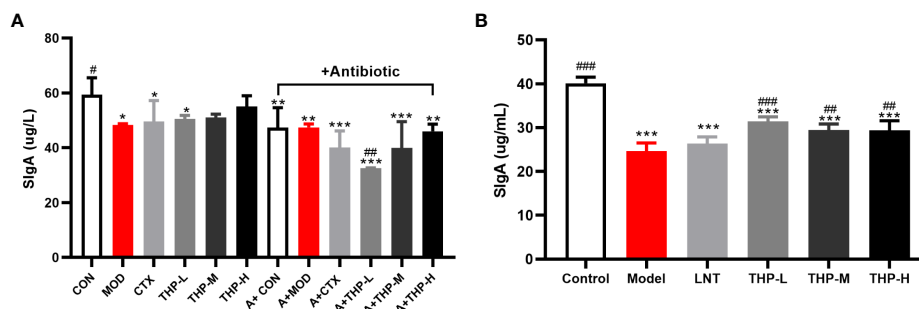 A
SIgA (ug/L)
80
60
40
20
0
#
*
*
*
+Antibiotic
**
**
***
##
***
***
**
CON
MOD
CTX
THP-L
THP-M
THP-H
A+ CON
A+MOD
A+CTX
A+THP-L
A+THP-M
A+THP-H
B
SIgA (ug/mL)
50
40
30
20
10
0
###
***
***
###
***
##
***
##
***
Control
Model
LNT
THP-L
THP-M
THP-H